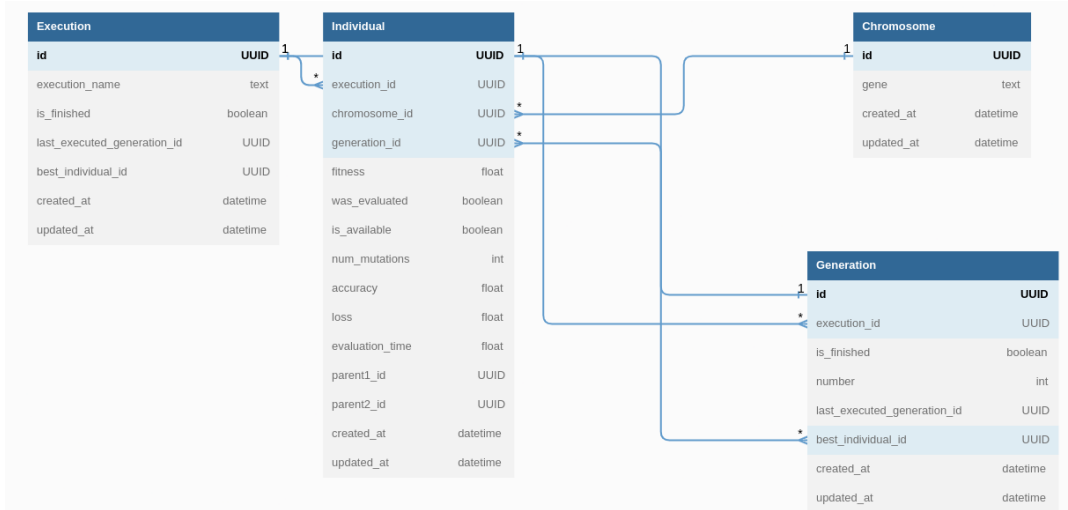 Execution
id UUID
execution_name text
is_finished boolean
last_executed_generation_id UUID
best_individual_id UUID
created_at datetime
updated_at datetime
1
*
Individual
id UUID
execution_id UUID
chromosome_id UUID
generation_id UUID
fitness float
was_evaluated boolean
is_available boolean
num_mutations int
accuracy float
loss float
evaluation_time float
parent1_id UUID
parent2_id UUID
created_at datetime
updated_at datetime
1
*
*
1
Chromosome
id UUID
gene text
created_at datetime
updated_at datetime
1
*
*
Generation
id UUID
execution_id UUID
is_finished boolean
number int
last_executed_generation_id UUID
best_individual_id UUID
created_at datetime
updated_at datetime